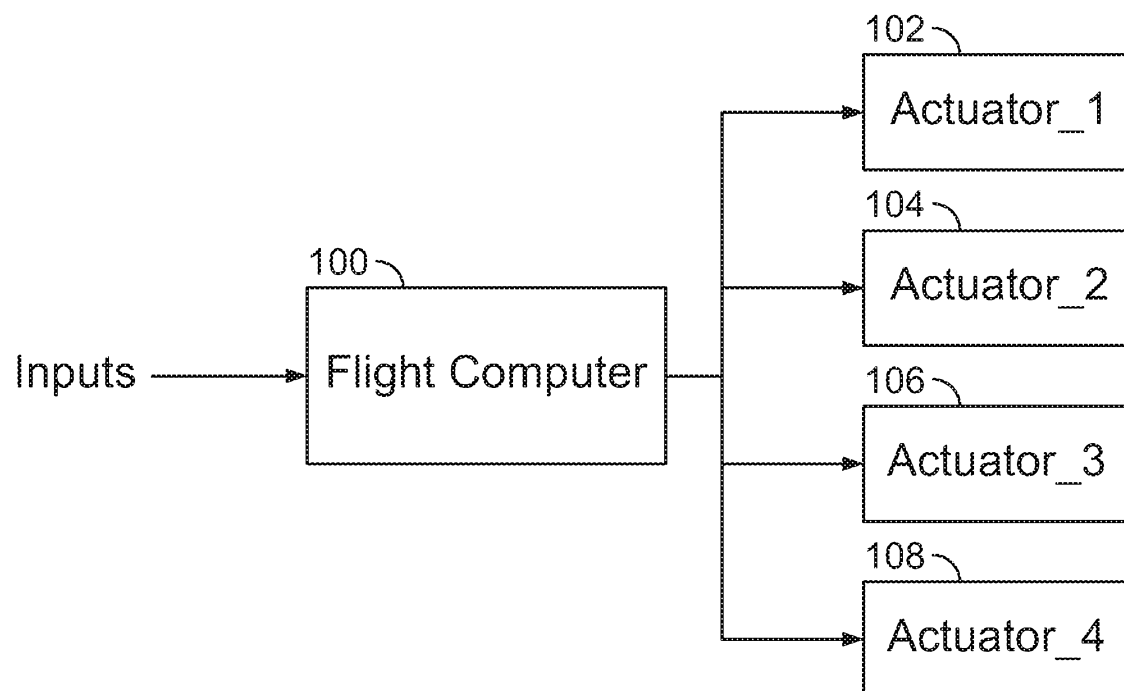 102
Actuator_1
104
Actuator_2
100
Inputs
Flight Computer
106
Actuator_3
108
Actuator_4